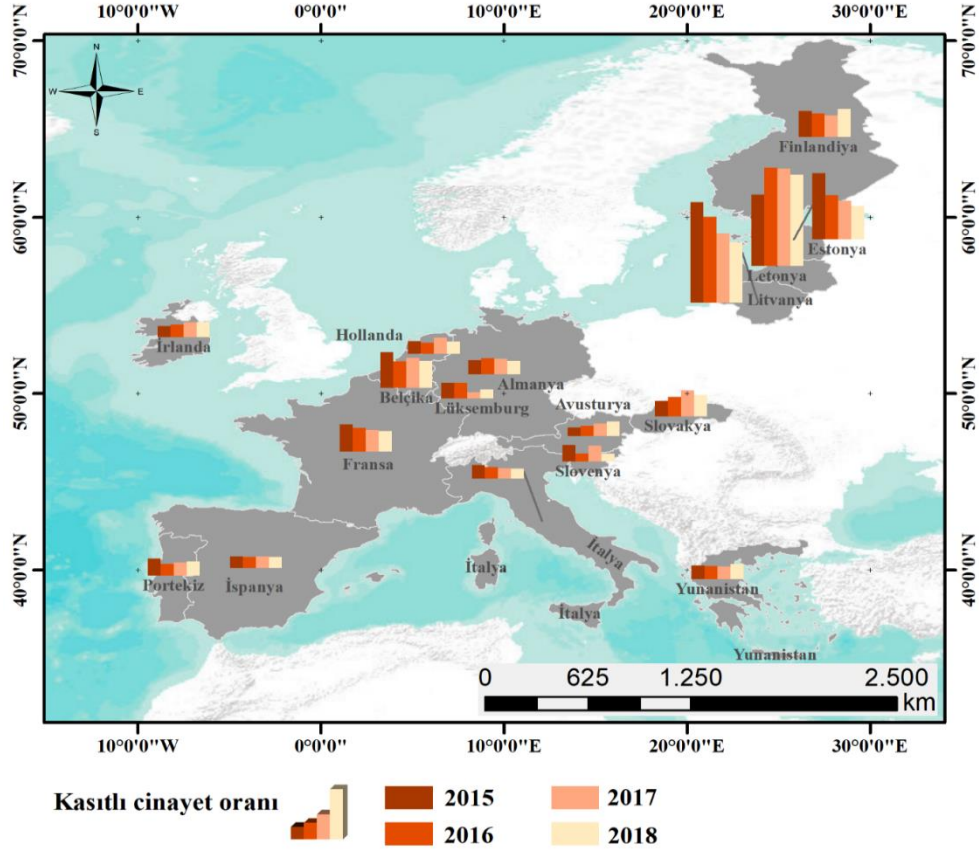 10°0'0"W 0°0'0" 10°0'0"E 20°0'0"E 30°0'0"E
70°0'0"N 70°0'0"N
N
W E
S
Finlandiya
60°0'0"N 60°0'0"N
Estonya
Letonya
Litvanya
İrlanda
Hollanda
Almanya
Belçika
Lüksemburg
Avusturya
50°0'0"N 50°0'0"N
Slovakya
Fransa
Slovenya
İtalya
İtalya
Portekiz
İspanya
40°0'0"N 40°0'0"N
Yunanistan
İtalya
Yunanistan
0 625 1.250 2.500
km
10°0'0"W 0°0'0" 10°0'0"E 20°0'0"E 30°0'0"E
Kasıtlı cinayet oranı
2015 2017
2016 2018